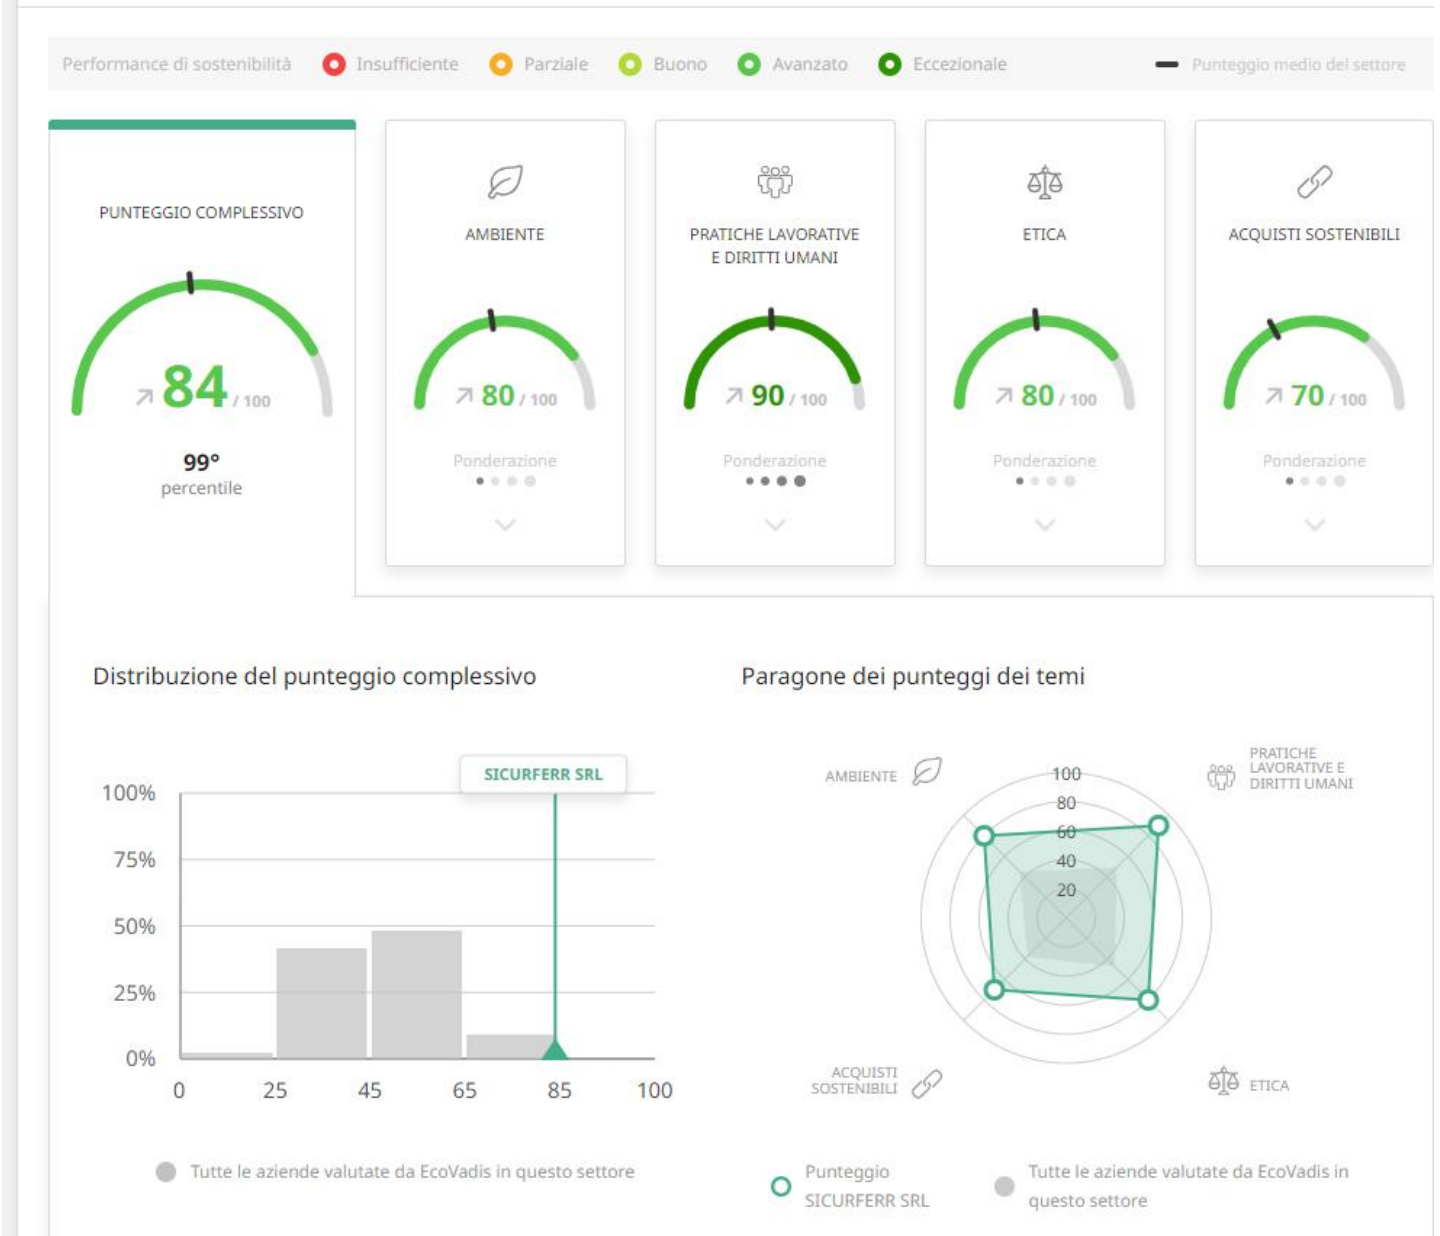 Performance di sostenibilità Insufficiente Parziale Buono Avanzato Eccezionale Punteggio medio del settore
PUNTEGGIO COMPLESSIVO
84 / 100
99°
percentile
AMBIENTE
80 / 100
Ponderazione
PRATICHE LAVORATIVE
E DIRITTI UMANI
90 / 100
Ponderazione
ETICA
80 / 100
Ponderazione
ACQUISTI SOSTENIBILI
70 / 100
Ponderazione
Distribuzione del punteggio complessivo
SICURFERR SRL
100%
75%
50%
25%
0%
0 25 45 65 85 100
Tutte le aziende valutate da EcoVadis in questo settore
Paragone dei punteggi dei temi
AMBIENTE
PRATICHE
LAVORATIVE E
DIRITTI UMANI
100
80
60
40
20
ACQUISTI
SOSTENIBILI
ETICA
Punteggio
SICURFERR SRL
Tutte le aziende valutate da EcoVadis in
questo settore